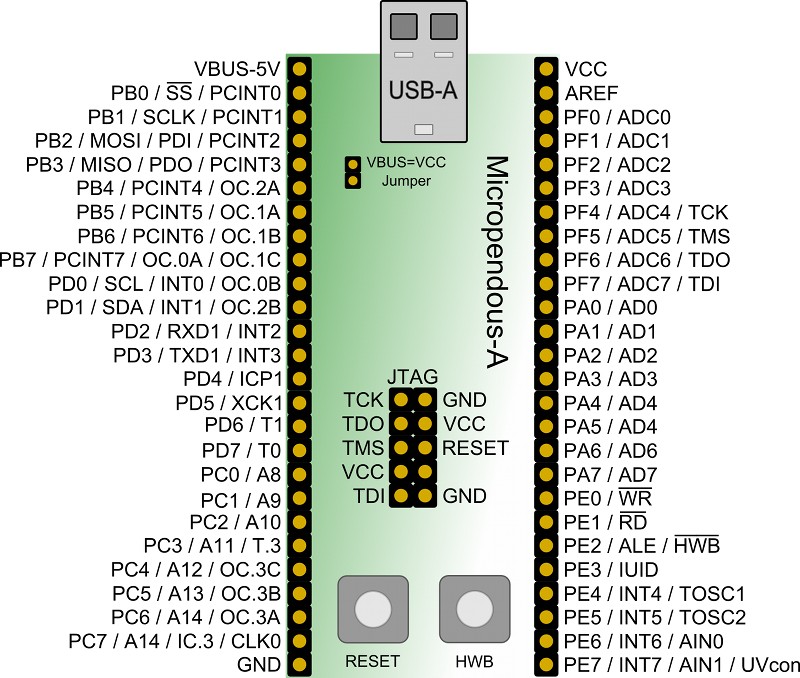 USB-A
VBUS-5V
PB0 / S̅S̅ / PCINT0
PB1 / SCLK / PCINT1
PB2 / MOSI / PDI / PCINT2
PB3 / MISO / PDO / PCINT3
PB4 / PCINT4 / OC.2A
PB5 / PCINT5 / OC.1A
PB6 / PCINT6 / OC.1B
PB7 / PCINT7 / OC.0A / OC.1C
PD0 / SCL / INT0 / OC.0B
PD1 / SDA / INT1 / OC.2B
PD2 / RXD1 / INT2
PD3 / TXD1 / INT3
PD4 / ICP1
PD5 / XCK1
PD6 / T1
PD7 / T0
PC0 / A8
PC1 / A9
PC2 / A10
PC3 / A11 / T.3
PC4 / A12 / OC.3C
PC5 / A13 / OC.3B
PC6 / A14 / OC.3A
PC7 / A14 / IC.3 / CLK0
GND
VBUS=VCC
Jumper
Micropendous-A
JTAG
TCK GND
TDO VCC
TMS RESET
VCC
TDI GND
RESET HWB
VCC
AREF
PF0 / ADC0
PF1 / ADC1
PF2 / ADC2
PF3 / ADC3
PF4 / ADC4 / TCK
PF5 / ADC5 / TMS
PF6 / ADC6 / TDO
PF7 / ADC7 / TDI
PA0 / AD0
PA1 / AD1
PA2 / AD2
PA3 / AD3
PA4 / AD4
PA5 / AD4
PA6 / AD6
PA7 / AD7
PE0 / W̅R̅
PE1 / R̅D̅
PE2 / ALE / H̅W̅B̅
PE3 / IUID
PE4 / INT4 / TOSC1
PE5 / INT5 / TOSC2
PE6 / INT6 / AIN0
PE7 / INT7 / AIN1 / UVcon